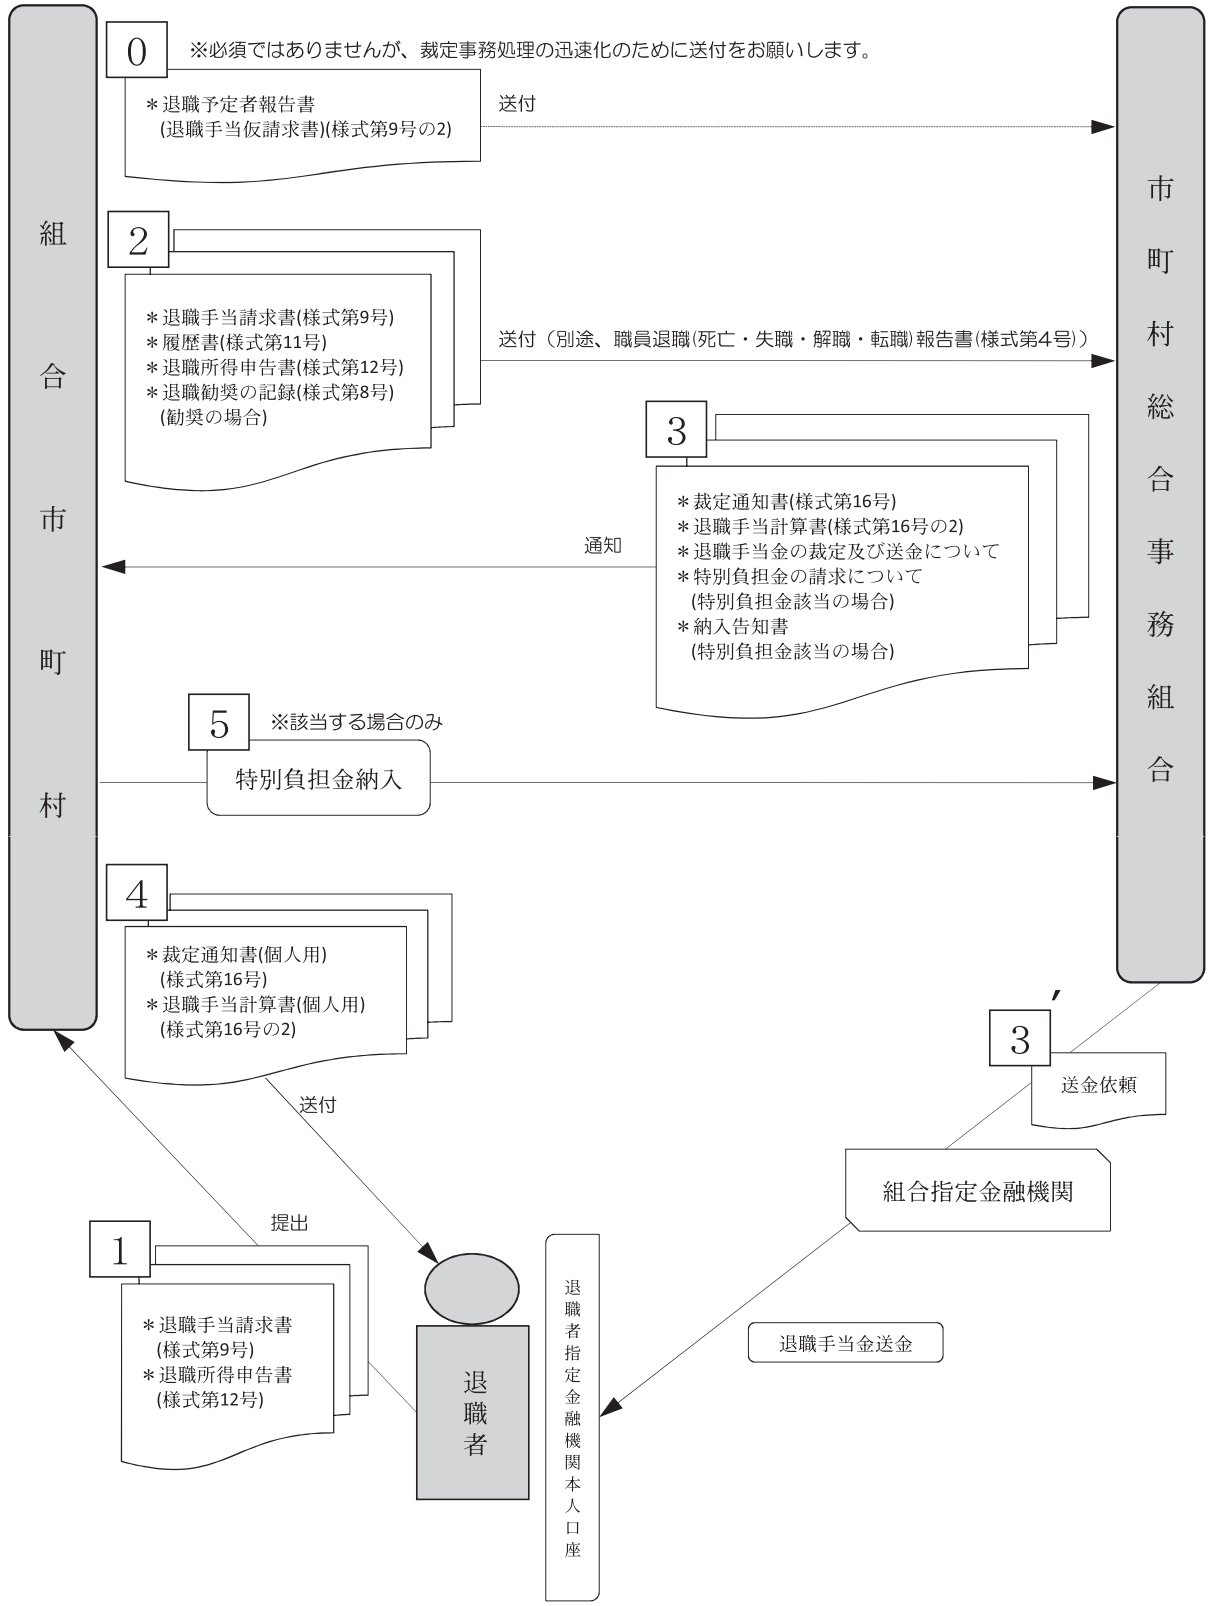 組合市町村
市町村総合事務組合
0
※必須ではありませんが、裁定事務処理の迅速化のために送付をお願いします。
＊退職予定者報告書
(退職手当仮請求書)(様式第9号の2)
送付
2
＊退職手当請求書(様式第9号)
＊履歴書(様式第11号)
＊退職所得申告書(様式第12号)
＊退職勧奨の記録(様式第8号)
(勧奨の場合)
送付（別途、職員退職(死亡・失職・解職・転職)報告書(様式第4号)）
3
＊裁定通知書(様式第16号)
＊退職手当計算書(様式第16号の2)
＊退職手当金の裁定及び送金について
＊特別負担金の請求について
(特別負担金該当の場合)
＊納入告知書
(特別負担金該当の場合)
通知
5
※該当する場合のみ
特別負担金納入
4
＊裁定通知書(個人用)
(様式第16号)
＊退職手当計算書(個人用)
(様式第16号の2)
送付
3′
送金依頼
組合指定金融機関
提出
1
＊退職手当請求書
(様式第9号)
＊退職所得申告書
(様式第12号)
退職者
退職者指定金融機関本人口座
退職手当金送金